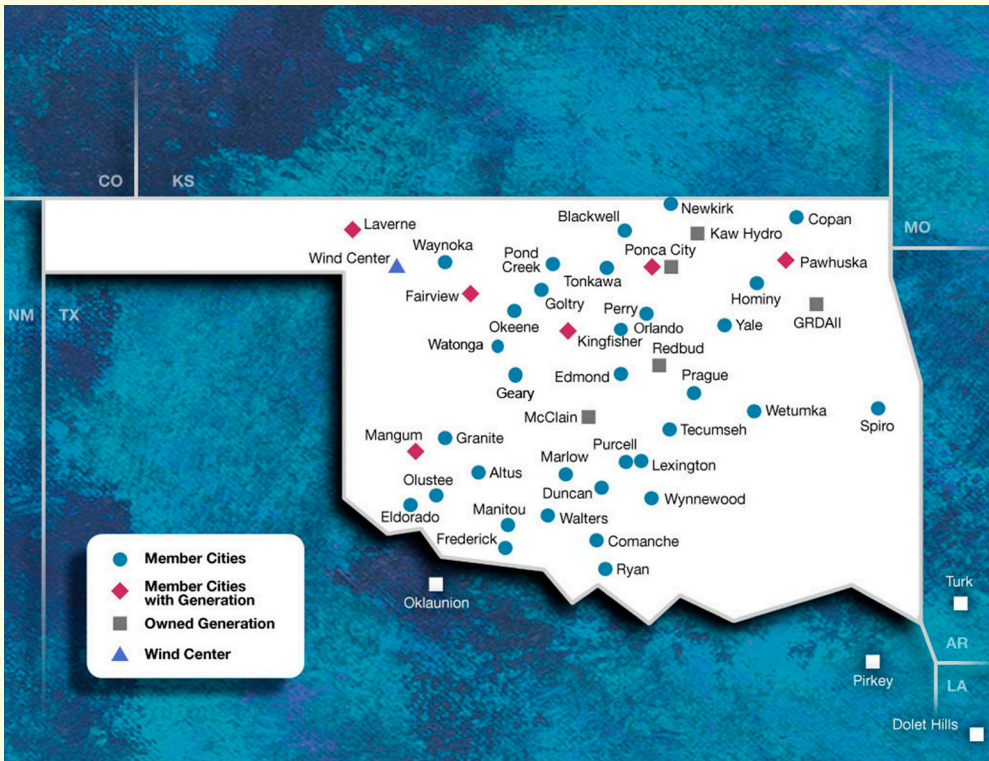 CO
KS
MO
Laverne
Waynoka
Wind Center
Blackwell
Newkirk
Copan
Kaw Hydro
Pond
Creek
Ponca City
Tonkawa
Pawhuska
Fairview
Goltry
Hominy
NM
TX
Okeene
Perry
Orlando
Yale
GRDAII
Watonga
Kingfisher
Redbud
Geary
Edmond
Prague
McClain
Wetumka
Spiro
Mangum
Granite
Tecumseh
Purcell
Lexington
Marlow
Altus
Olustee
Duncan
Wynnewood
Eldorado
Manitou
Walters
Frederick
Comanche
Ryan
Member Cities
Member Cities
with Generation
Owned Generation
Wind Center
Oklaunion
Turk
AR
Pirkey
LA
Dolet Hills